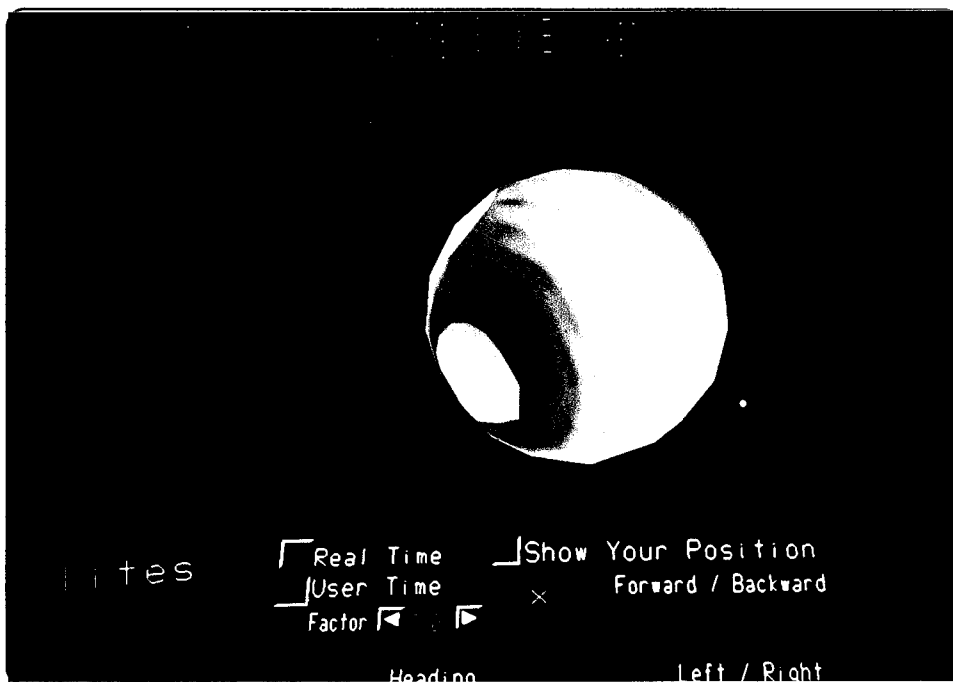 Real Time
Show Your Position
ites
User Time
Forward / Backward
Factor
Heading
Left / Right